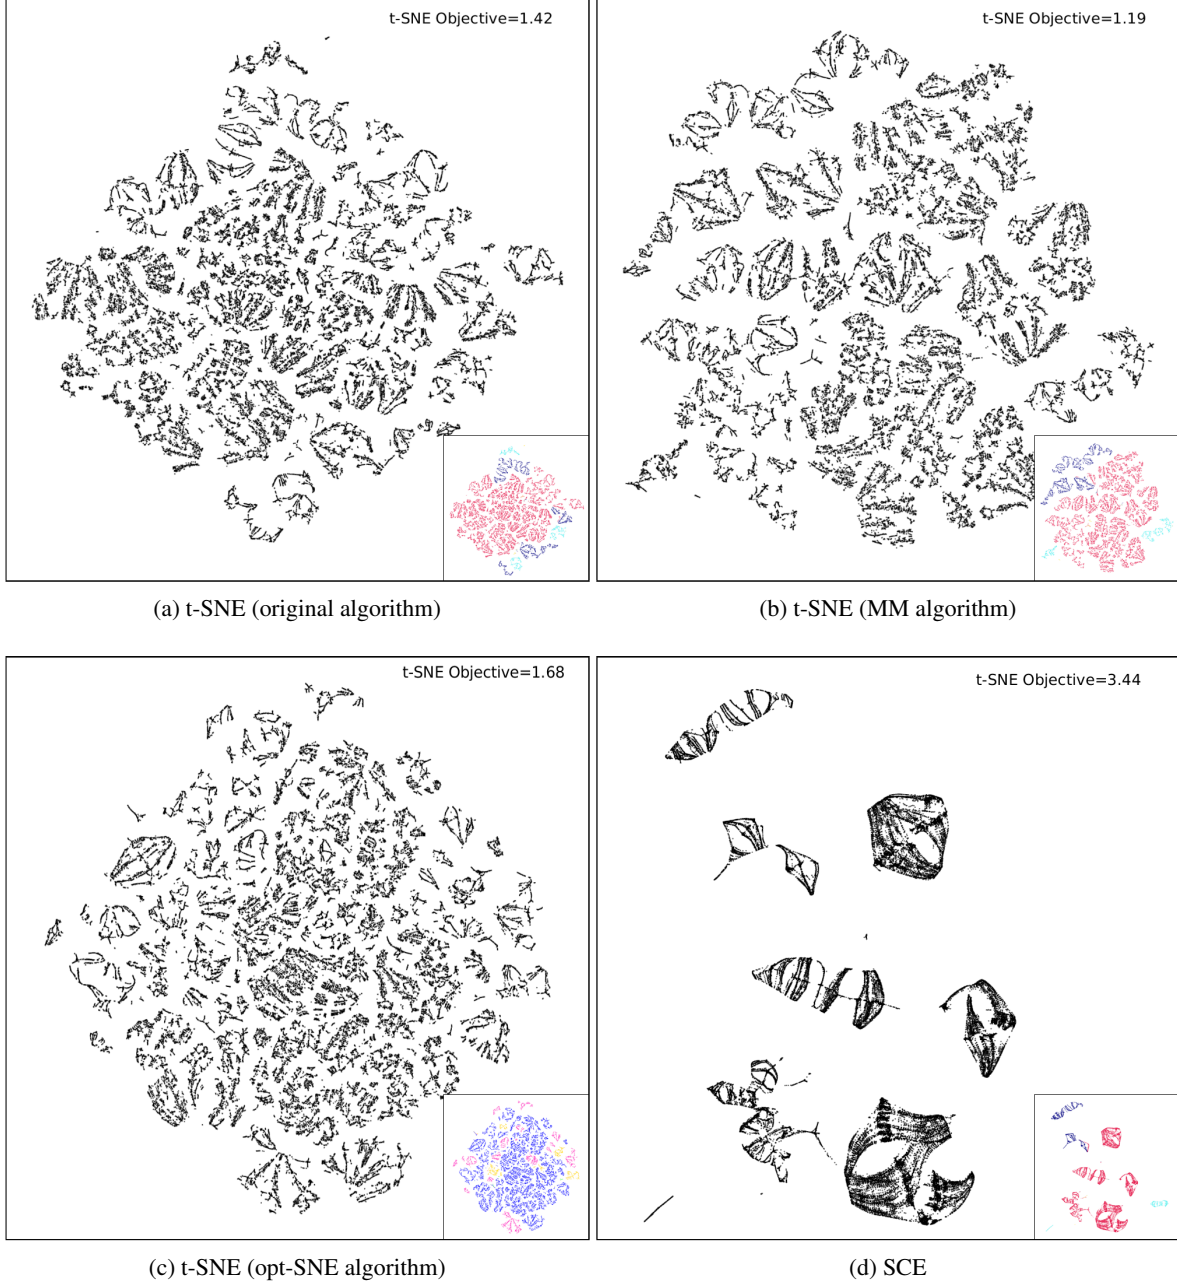 t-SNE Objective=1.42
t-SNE Objective=1.19
(a) t-SNE (original algorithm)
(b) t-SNE (MM algorithm)
t-SNE Objective=1.68
t-SNE Objective=3.44
(c) t-SNE (opt-SNE algorithm)
(d) SCE